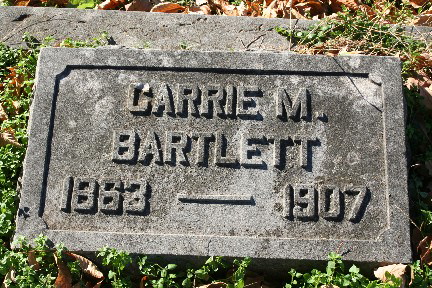 CARRIE M.
BARTLETT
1863 — 1907